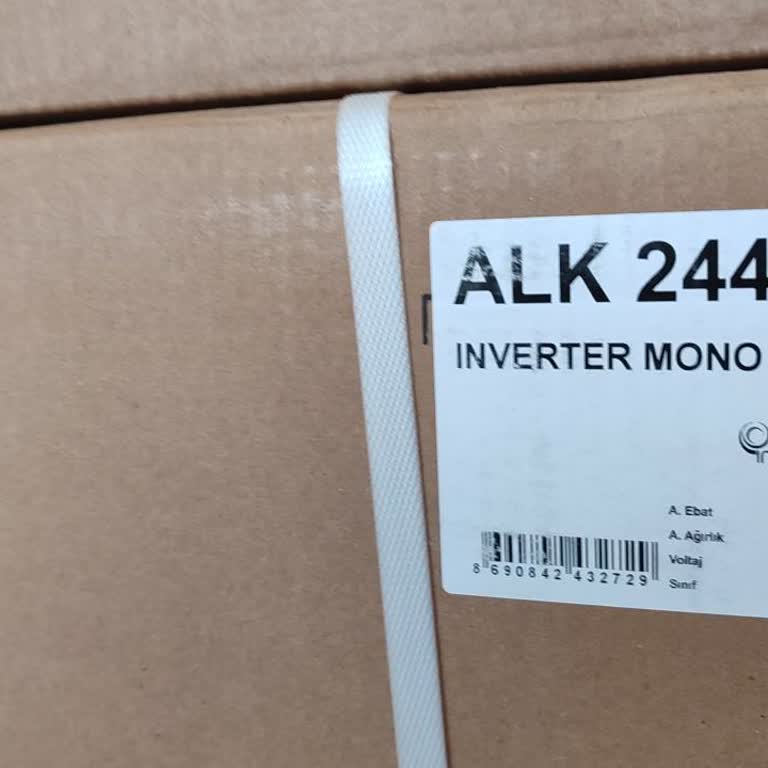 ALK 244
INVERTER MONO
A. Ebat
A. Ağırlık
Voltaj
Sınıf
8 690842 432729